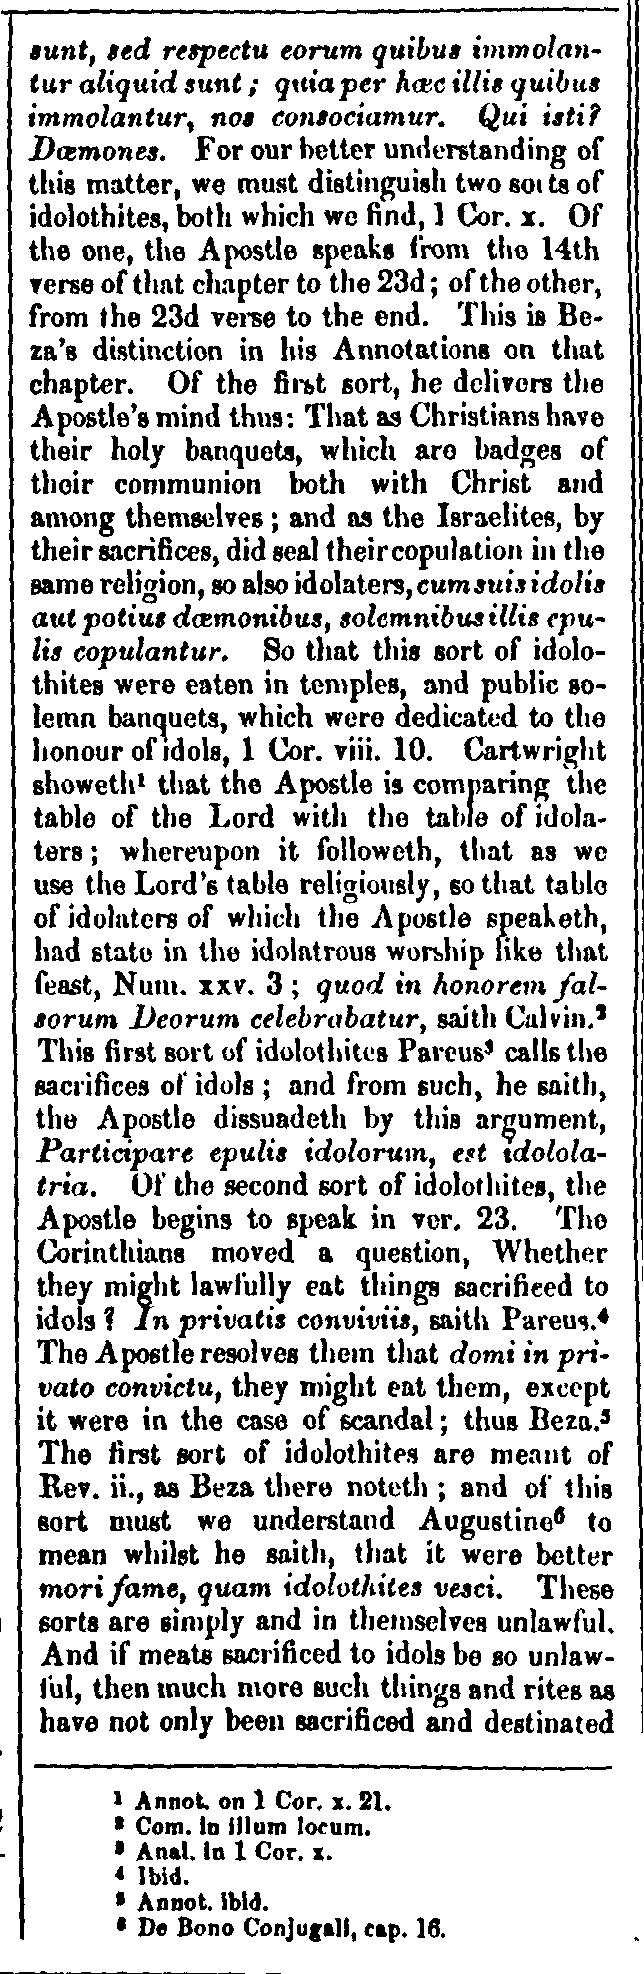 sunt, sed respectu eorum quibus immolan-
tur aliquid sunt; quia per hæc illis quibus
immolantur, nos consociamur. Qui isti?
Dæmones. For our better understanding of
this matter, we must distinguish two sorts of
idolothites, both which we find, 1 Cor. x. Of
the one, the Apostle speaks from the 14th
verse of that chapter to the 23d; of the other,
from the 23d verse to the end. This is Be-
za's distinction in his Annotations on that
chapter. Of the first sort, he delivers the
Apostle's mind thus: That as Christians have
their holy banquets, which are badges of
their communion both with Christ and
among themselves; and as the Israelites, by
their sacrifices, did seal their copulation in the
same religion, so also idolaters, cum suis idolis
aut potius dæmonibus, solemnibus illis epu-
lis copulantur. So that this sort of idolo-
thites were eaten in temples, and public so-
lemn banquets, which were dedicated to the
honour of idols, 1 Cor. viii. 10. Cartwright
showeth¹ that the Apostle is comparing the
table of the Lord with the table of idola-
ters; whereupon it followeth, that as we
use the Lord's table religiously, so that table
of idolaters of which the Apostle speaketh,
had state in the idolatrous worship like that
feast, Num. xxv. 3; quod in honorem fal-
sorum Deorum celebrabatur, saith Calvin.²
This first sort of idolothites Pareus³ calls the
sacrifices of idols; and from such, he saith,
the Apostle dissuadeth by this argument,
Participare epulis idolorum, est idolola-
tria. Of the second sort of idolothites, the
Apostle begins to speak in ver. 23. The
Corinthians moved a question, Whether
they might lawfully eat things sacrificed to
idols? In privatis conviviis, saith Pareus.⁴
The Apostle resolves them that domi in pri-
vato convictu, they might eat them, except
it were in the case of scandal; thus Beza.⁵
The first sort of idolothites are meant of
Rev. ii., as Beza there noteth; and of this
sort must we understand Augustine⁶ to
mean whilst he saith, that it were better
mori fame, quam idolothites vesci. These
sorts are simply and in themselves unlawful.
And if meats sacrificed to idols be so unlaw-
ful, then much more such things and rites as
have not only been sacrificed and destinated
¹ Annot. on 1 Cor. x. 21.
² Com. in illum locum.
³ Anal. in 1 Cor. x.
⁴ Ibid.
⁵ Annot. ibid.
⁶ De Bono Conjugali, cap. 16.